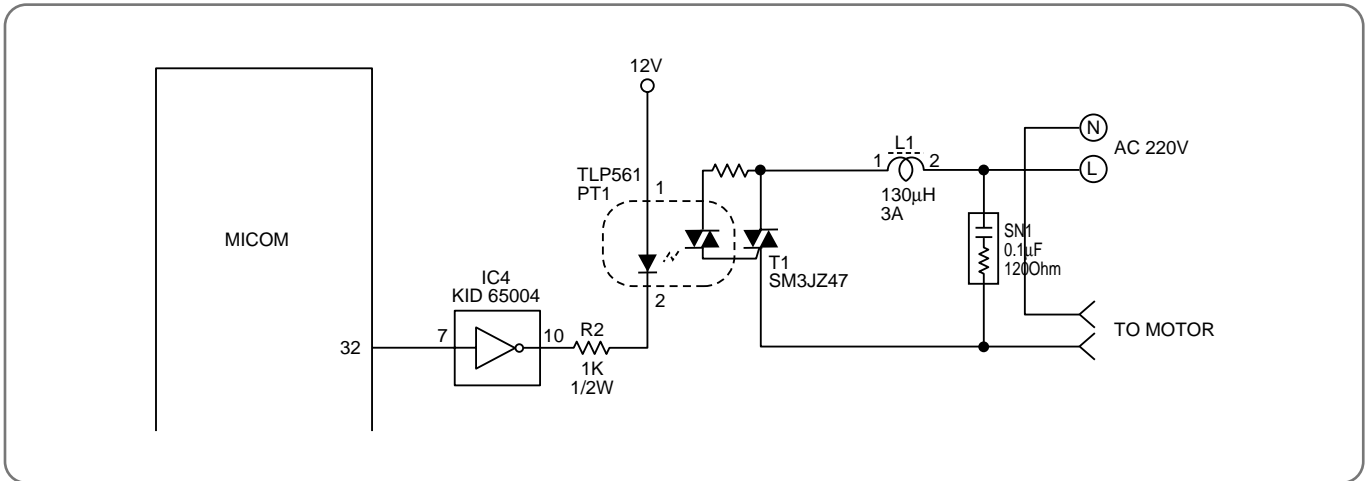 12V
N
AC 220V
L
L1
1 2
130μH
3A
TLP561
PT1
1
2
T1
SM3JZ47
SN1
0.1μF
120Ohm
MICOM
IC4
KID 65004
32
7
10
R2
1K
1/2W
TO MOTOR